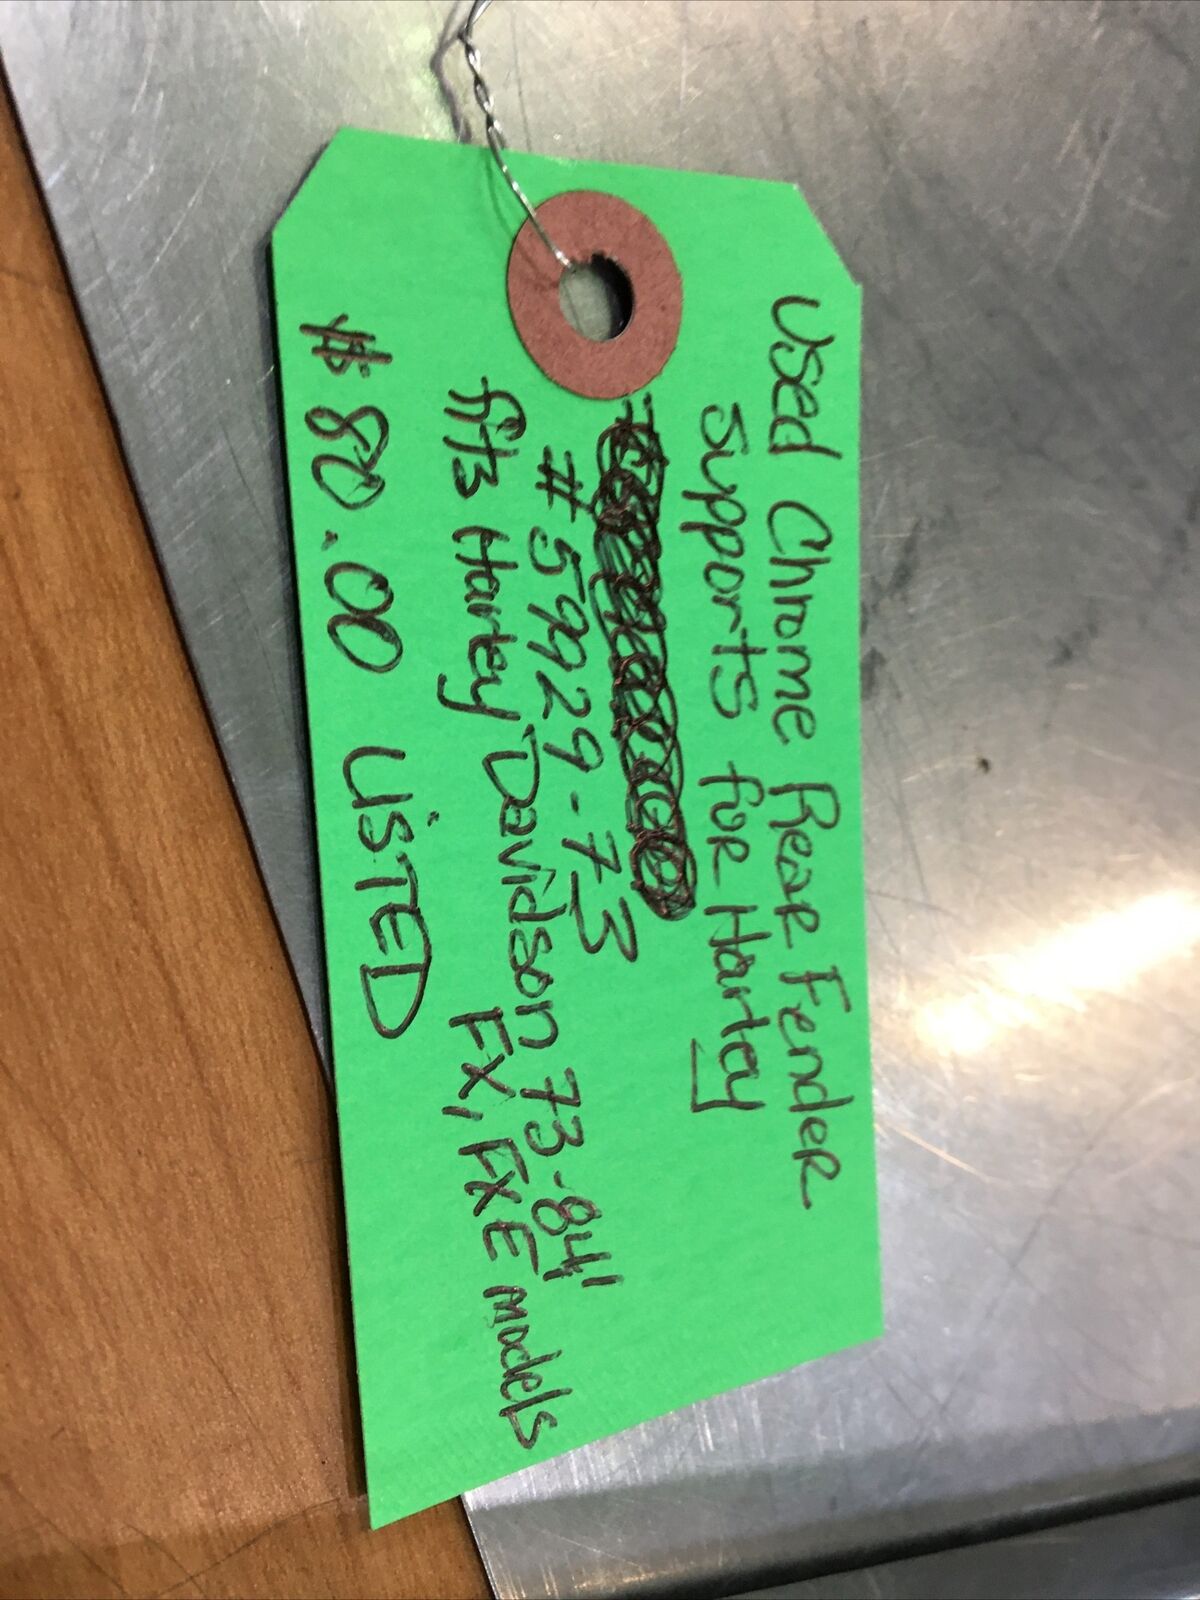 Used Chrome Rear Fender
supports for Harley
#59929-73
fits Harley Davidson 73-84'
FX, FXE models
$80.00 LiSTED